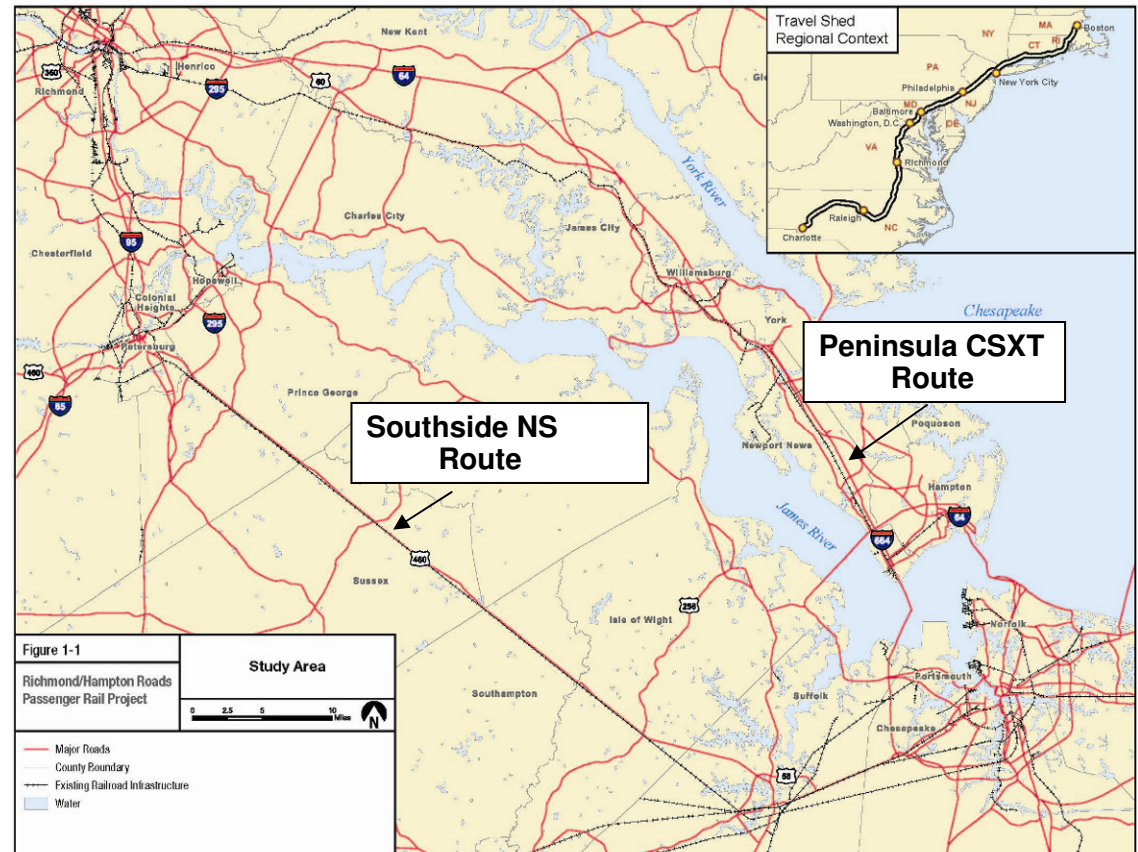 New Kent
Travel Shed
Regional Context
NY
MA
Boston
CT
RI
New York City
PA
Philadelphia
NJ
MD
Baltimore
DE
Washington, D.C.
VA
Richmond
Raleigh
NC
Charlotte
360
Henrico
Richmond
295
60
64
York River
Charles City
James City
Chesterfield
95
Hopewell
Colonial
Heights
295
Petersburg
460
85
Williamsburg
York
Chesapeake
Peninsula CSXT
Route
Prince George
Southside NS
Route
Newport News
Poquoson
Hampton
64
James River
664
460
Sussex
258
Isle of Wight
Norfolk
Portsmouth
Southampton
Suffolk
Chesapeake
58
Figure 1-1
Richmond/Hampton Roads
Passenger Rail Project
Study Area
0 2.5 5 10
Miles
N
Major Roads
County Boundary
Existing Railroad Infrastructure
Water